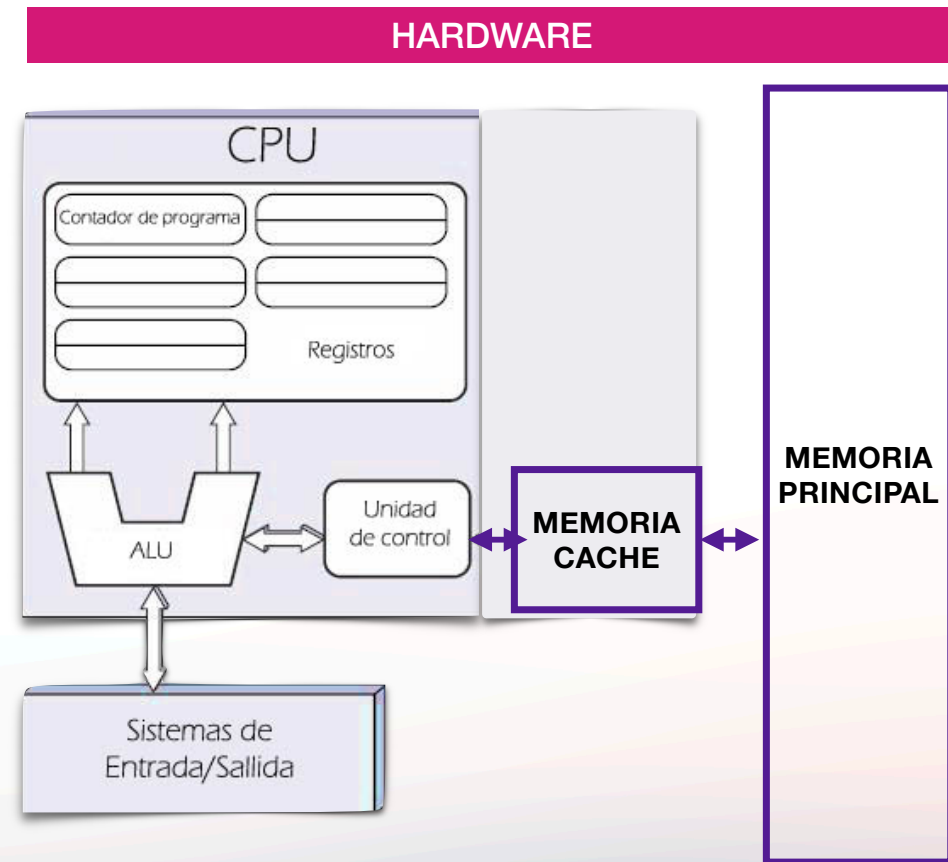 HARDWARE
CPU
Contador de programa
Registros
ALU
Unidad
de control
MEMORIA
CACHE
MEMORIA
PRINCIPAL
Sistemas de
Entrada/Sallida